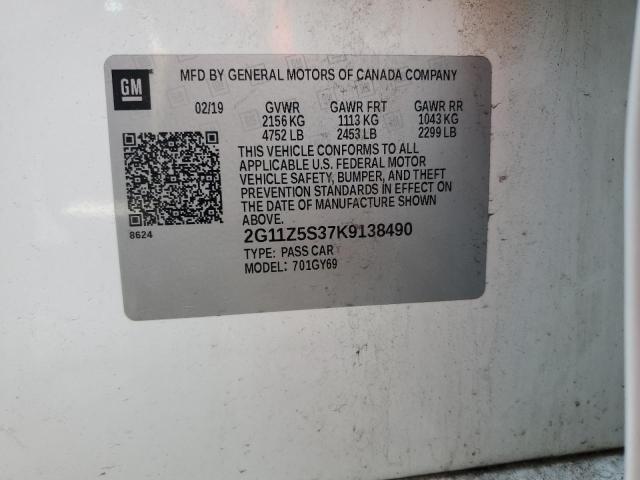 GM
MFD BY GENERAL MOTORS OF CANADA COMPANY
02/19 GVWR GAWR FRT GAWR RR
2156 KG 1113 KG 1043 KG
4752 LB 2453 LB 2299 LB
THIS VEHICLE CONFORMS TO ALL
APPLICABLE U.S. FEDERAL MOTOR
VEHICLE SAFETY, BUMPER, AND THEFT
PREVENTION STANDARDS IN EFFECT ON
THE DATE OF MANUFACTURE SHOWN
ABOVE.
8624
2G11Z5S37K9138490
TYPE: PASS CAR
MODEL: 701GY69